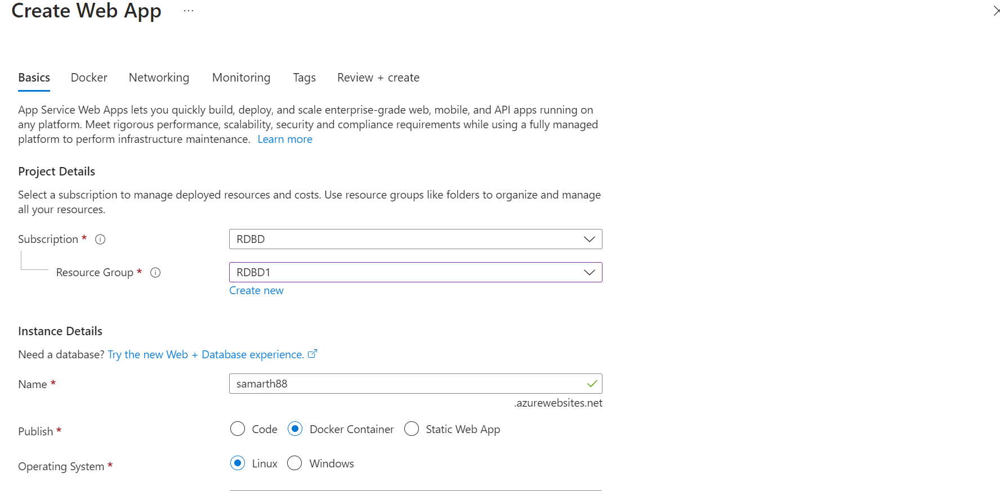 Create Web App ...
Basics Docker Networking Monitoring Tags Review + create
App Service Web Apps lets you quickly build, deploy, and scale enterprise-grade web, mobile, and API apps running on
any platform. Meet rigorous performance, scalability, security and compliance requirements while using a fully managed
platform to perform infrastructure maintenance. Learn more
Project Details
Select a subscription to manage deployed resources and costs. Use resource groups like folders to organize and manage
all your resources.
Subscription * RDBD
Resource Group * RDBD1
Create new
Instance Details
Need a database? Try the new Web + Database experience.
Name * samarth88
.azurewebsites.net
Publish * Code Docker Container Static Web App
Operating System * Linux Windows